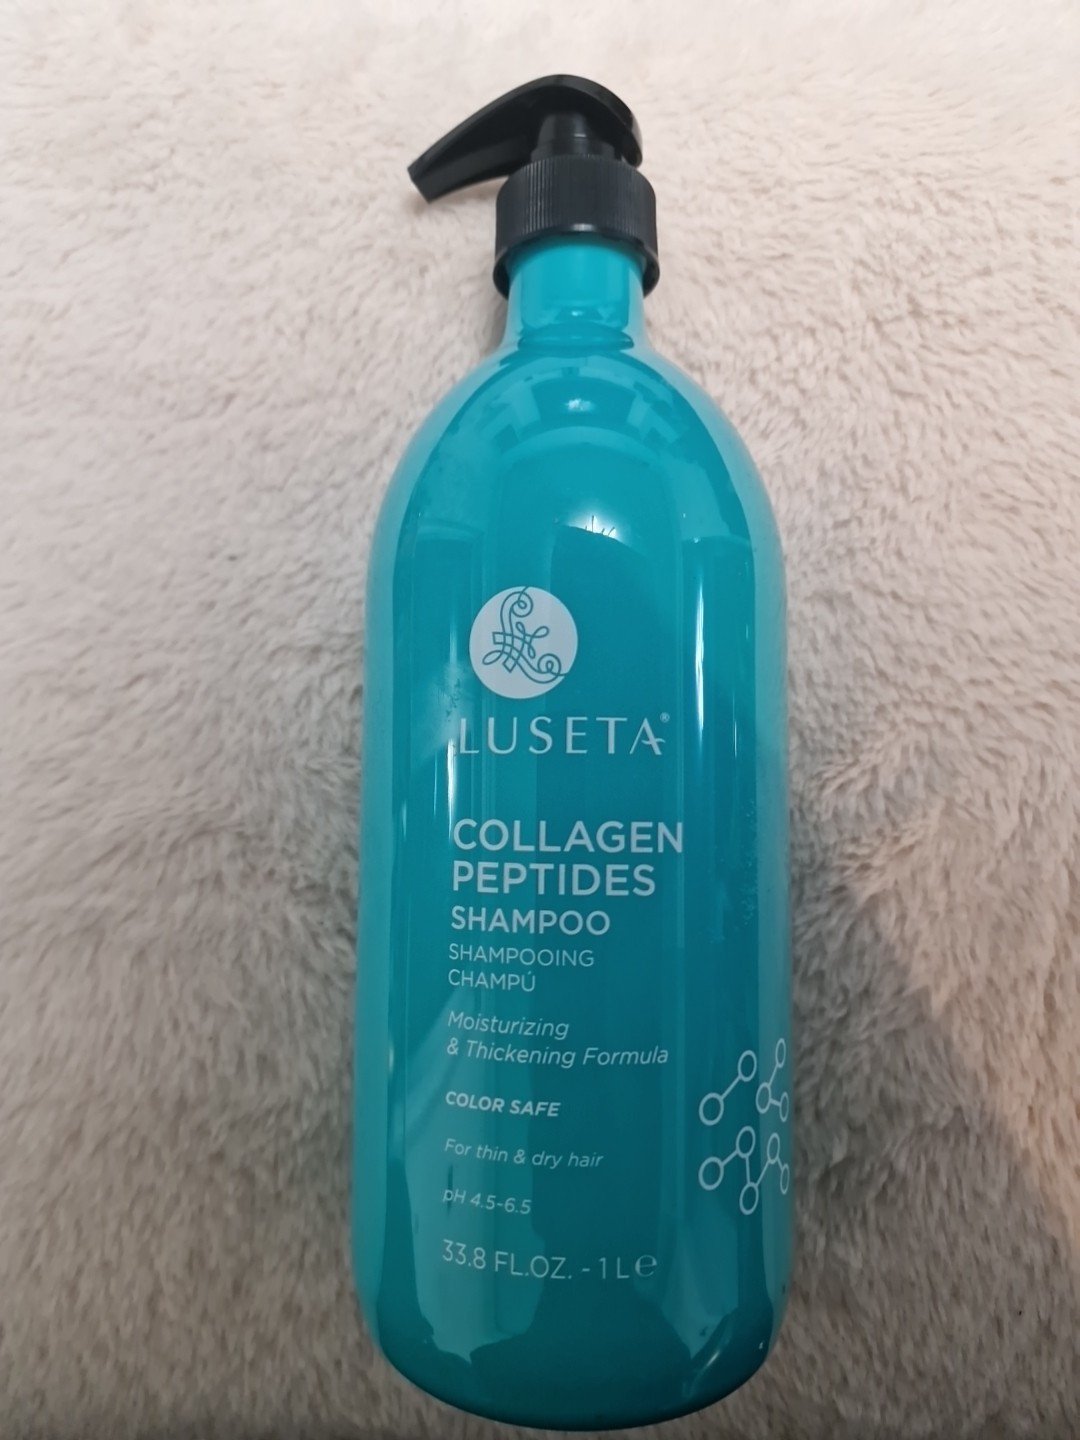 LUSETA®
COLLAGEN
PEPTIDES
SHAMPOO
SHAMPOOING
CHAMPÚ
Moisturizing
& Thickening Formula
COLOR SAFE
For thin & dry hair
pH 4.5-6.5
33.8 FL.OZ. - 1 L ℮